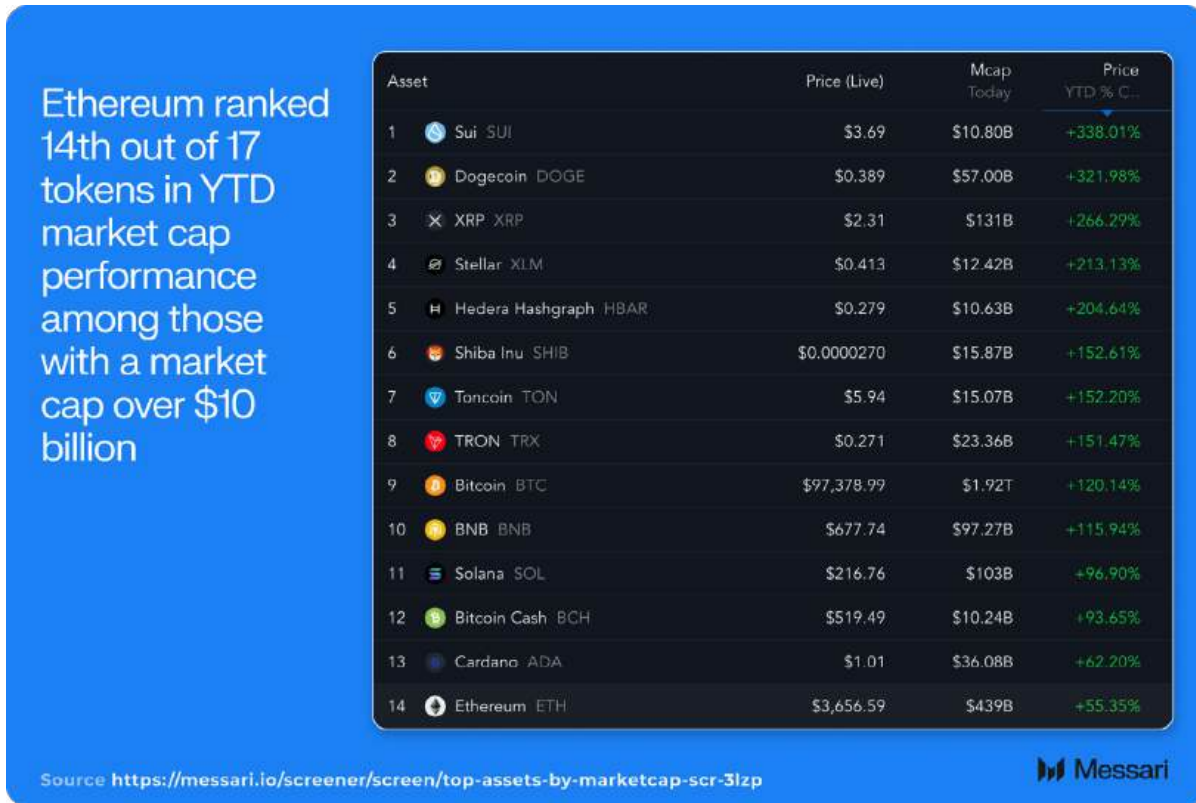 Ethereum ranked
14th out of 17
tokens in YTD
market cap
performance
among those
with a market
cap over $10
billion
Asset Price (Live) Mcap Today Price YTD % C...
1 Sui SUI $3.69 $10.80B +338.01%
2 Dogecoin DOGE $0.389 $57.00B +321.98%
3 XRP XRP $2.31 $131B +266.29%
4 Stellar XLM $0.413 $12.42B +213.13%
5 Hedera Hashgraph HBAR $0.279 $10.63B +204.64%
6 Shiba Inu SHIB $0.0000270 $15.87B +152.61%
7 Toncoin TON $5.94 $15.07B +152.20%
8 TRON TRX $0.271 $23.36B +151.47%
9 Bitcoin BTC $97,378.99 $1.92T +120.14%
10 BNB BNB $677.74 $97.27B +115.94%
11 Solana SOL $216.76 $103B +96.90%
12 Bitcoin Cash BCH $519.49 $10.24B +93.65%
13 Cardano ADA $1.01 $36.08B +62.20%
14 Ethereum ETH $3,656.59 $439B +55.35%
Source https://messari.io/screener/screen/top-assets-by-marketcap-scr-3lzp
Messari